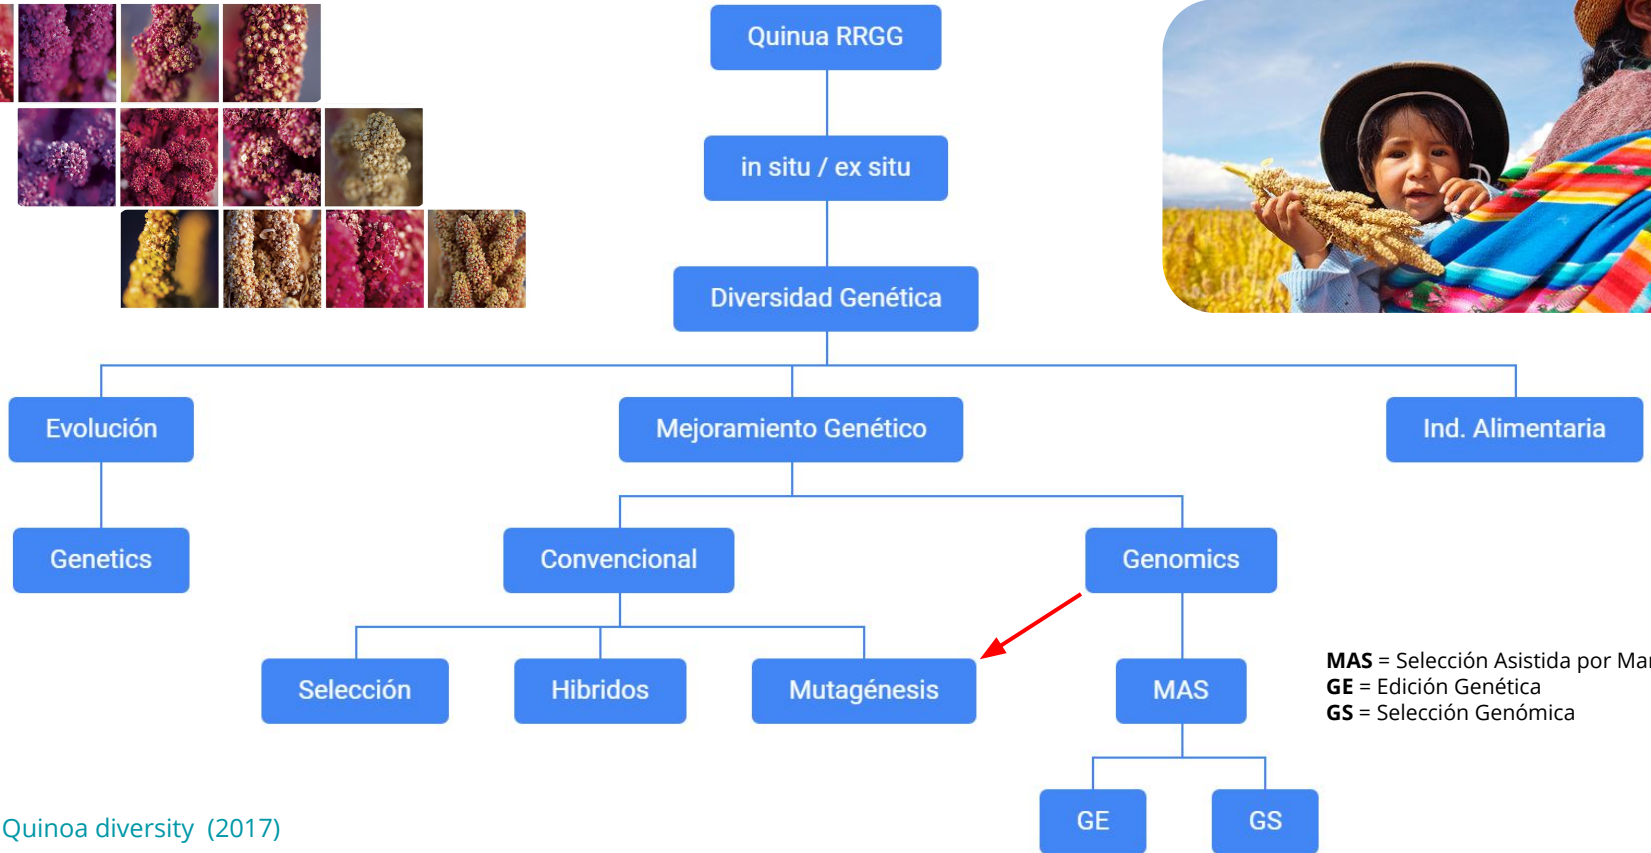 Quinua RRGG
in situ / ex situ
Diversidad Genética
Evolución
Mejoramiento Genético
Ind. Alimentaria
Genetics
Convencional
Genomics
Selección
Hibridos
Mutagénesis
MAS
MAS = Selección Asistida por
GE = Edición Genética
GS = Selección Genómica
GE
GS
Quinoa diversity (2017)